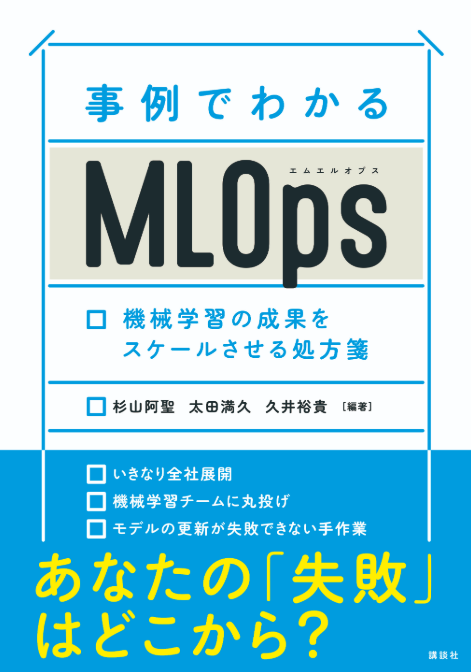 事例でわかる
エムエルオプス
MLOps
機械学習の成果を
スケールさせる処方箋
杉山阿聖 太田満久 久井裕貴 [編著]
いきなり全社展開
機械学習チームに丸投げ
モデルの更新が失敗できない手作業
あなたの「失敗」
はどこから?
講談社